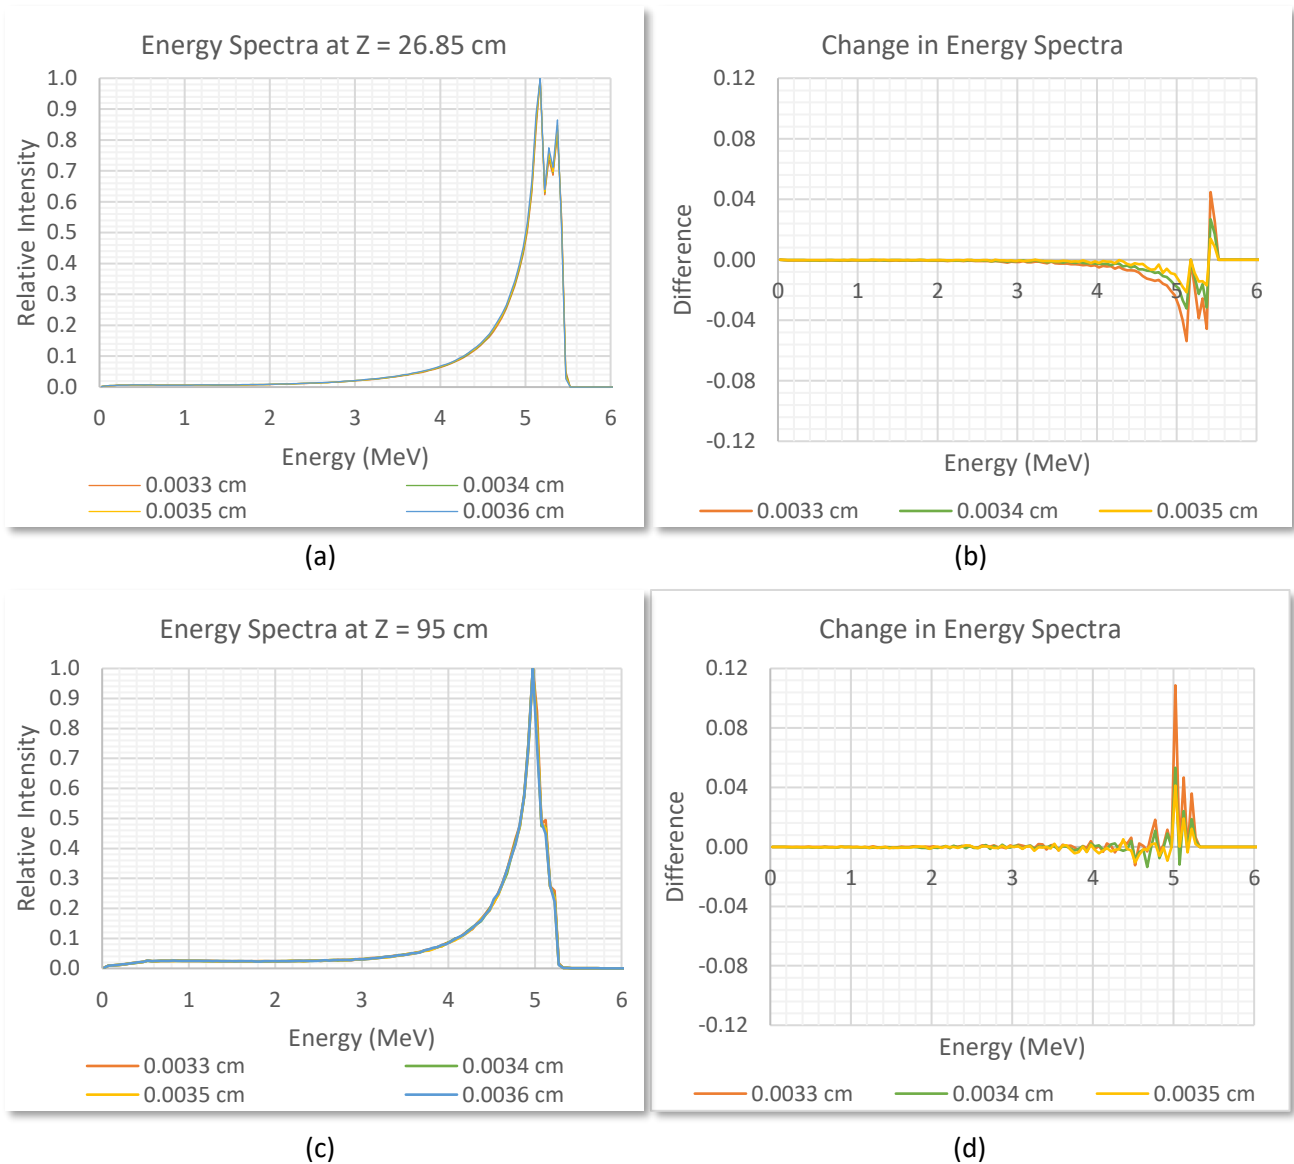 Energy Spectra at Z = 26.85 cm
Relative Intensity
1.0
0.9
0.8
0.7
0.6
0.5
0.4
0.3
0.2
0.1
0.0
0 1 2 3 4 5 6
Energy (MeV)
0.0033 cm 0.0034 cm
0.0035 cm 0.0036 cm
(a)
Change in Energy Spectra
Difference
0.12
0.08
0.04
0.00
-0.04
-0.08
-0.12
0 1 2 3 4 5 6
Energy (MeV)
0.0033 cm 0.0034 cm 0.0035 cm
(b)
Energy Spectra at Z = 95 cm
Relative Intensity
1.0
0.9
0.8
0.7
0.6
0.5
0.4
0.3
0.2
0.1
0.0
0 1 2 3 4 5 6
Energy (MeV)
0.0033 cm 0.0034 cm
0.0035 cm 0.0036 cm
(c)
Change in Energy Spectra
Difference
0.12
0.08
0.04
0.00
-0.04
-0.08
-0.12
0 1 2 3 4 5 6
Energy (MeV)
0.0033 cm 0.0034 cm 0.0035 cm
(d)